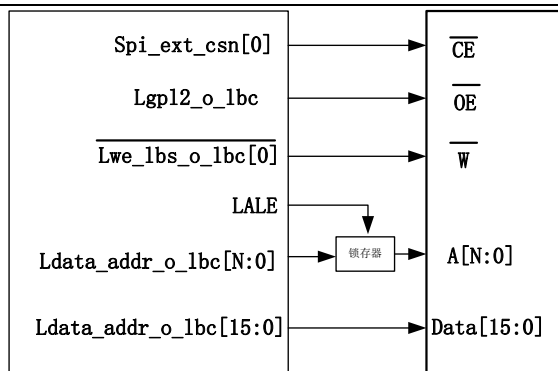 Spi_ext_csn[0] CE
Lgpl2_o_lbc OE
Lwe_lbs_o_lbc[0] W
LALE
Ldata_addr_o_lbc[N:0] 锁存器 A[N:0]
Ldata_addr_o_lbc[15:0] Data[15:0]